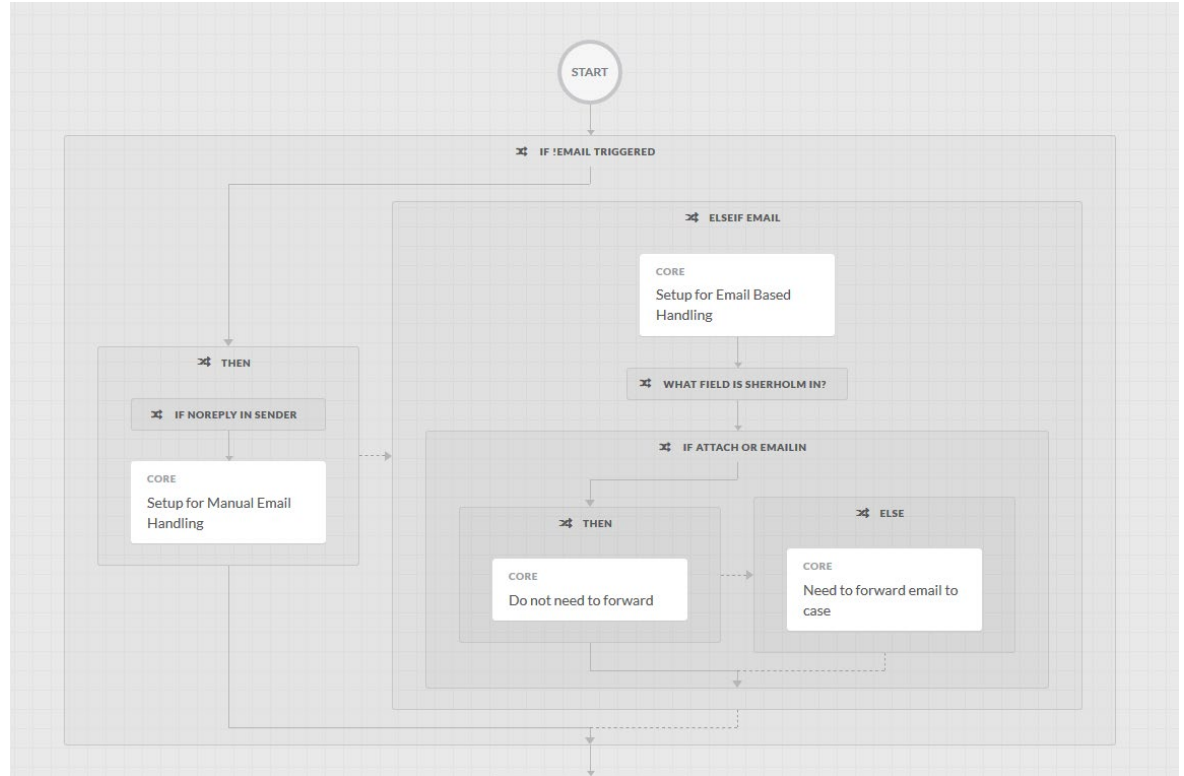 START
IF !EMAIL TRIGGERED
ELSEIF EMAIL
CORE
Setup for Email Based
Handling
WHAT FIELD IS SHERHOLM IN?
THEN
IF NOREPLY IN SENDER
CORE
Setup for Manual Email
Handling
IF ATTACH OR EMAILIN
THEN
CORE
Do not need to forward
ELSE
CORE
Need to forward email to
case